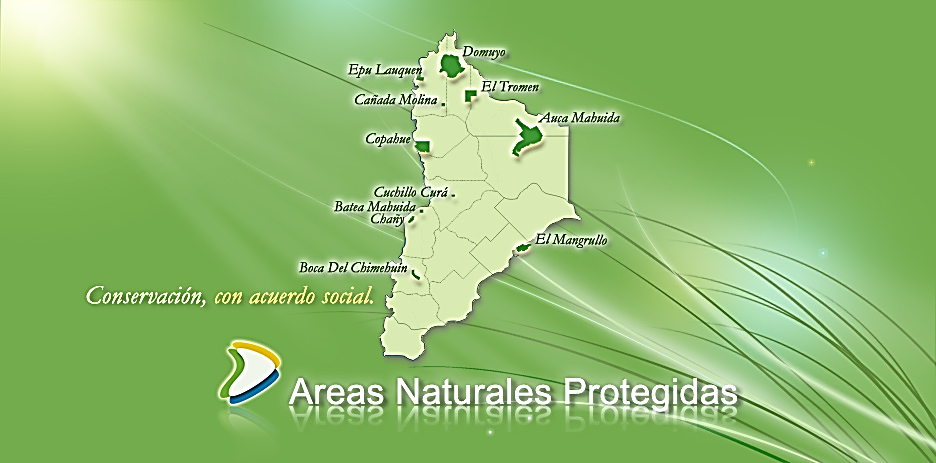 Domuyo
Epu Lauquen
El Tromen
Cañada Molina
Auca Mahuida
Copahue
Cuchillo Curá
Batea Mahuida
Chañy
El Mangrullo
Boca Del Chimehuin
Conservación, con acuerdo social.
Areas Naturales Protegidas